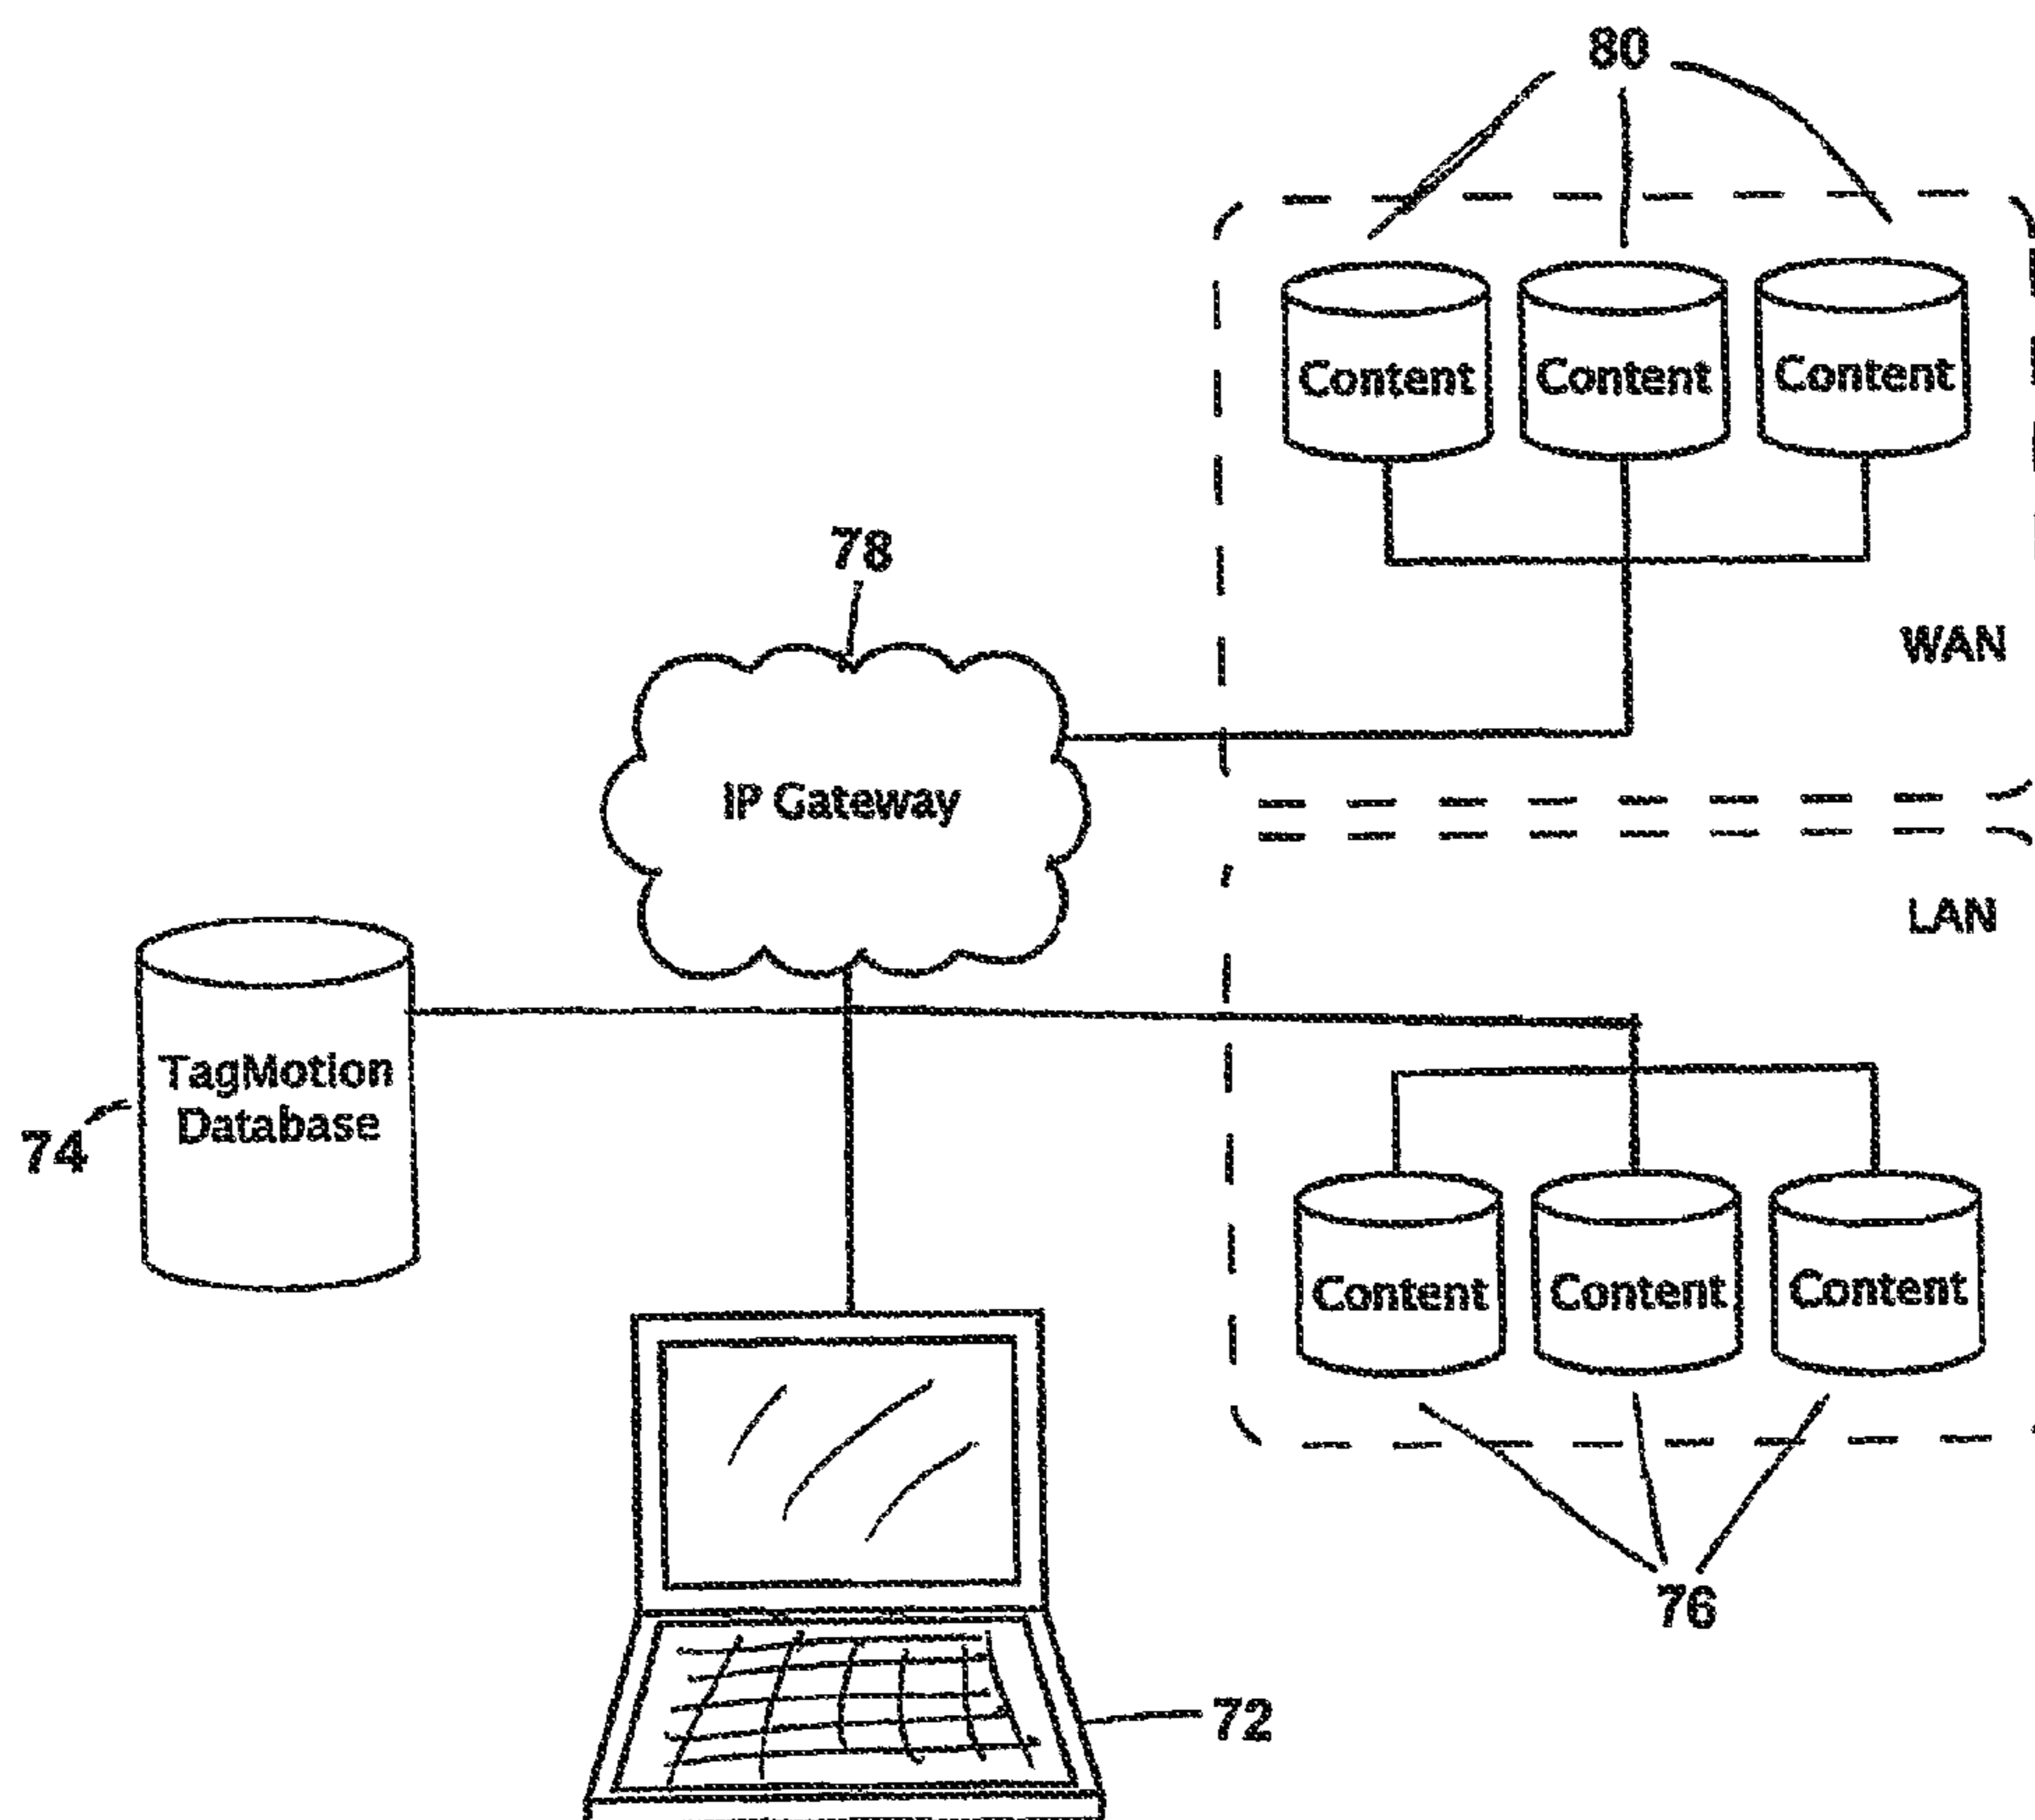 80
Content Content Content
78
WAN
IP Gateway
LAN
TagMotion
Database
74
Content Content Content
76
72